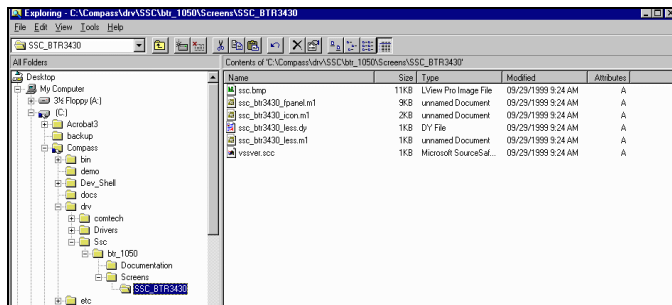 Exploring - C:\Compass\drv\SSC\btr_1050\Screens\SSC_BTR3430
File Edit View Tools Help
SSC_BTR3430
All Folders
Contents of 'C:\Compass\drv\SSC\btr_1050\Screens\SSC_BTR3430'
Name Size Type Modified Attributes
Desktop
My Computer
3½ Floppy (A:)
(C:)
Acrobat3
backup
Compass
bin
demo
Dev_Shell
docs
drv
comtech
Drivers
Ssc
btr_1050
Documentation
Screens
SSC_BTR3430
etc
ssc.bmp 11KB LView Pro Image File 09/29/1999 9:24 AM A
ssc_btr3430_fpanel.m1 9KB unnamed Document 09/29/1999 9:24 AM A
ssc_btr3430_icon.m1 2KB unnamed Document 09/29/1999 9:24 AM A
ssc_btr3430_less.dy 1KB DY File 09/29/1999 9:24 AM A
ssc_btr3430_less.m1 1KB unnamed Document 09/29/1999 9:24 AM A
vssver.scc 1KB Microsoft SourceSaf... 09/29/1999 9:24 AM A